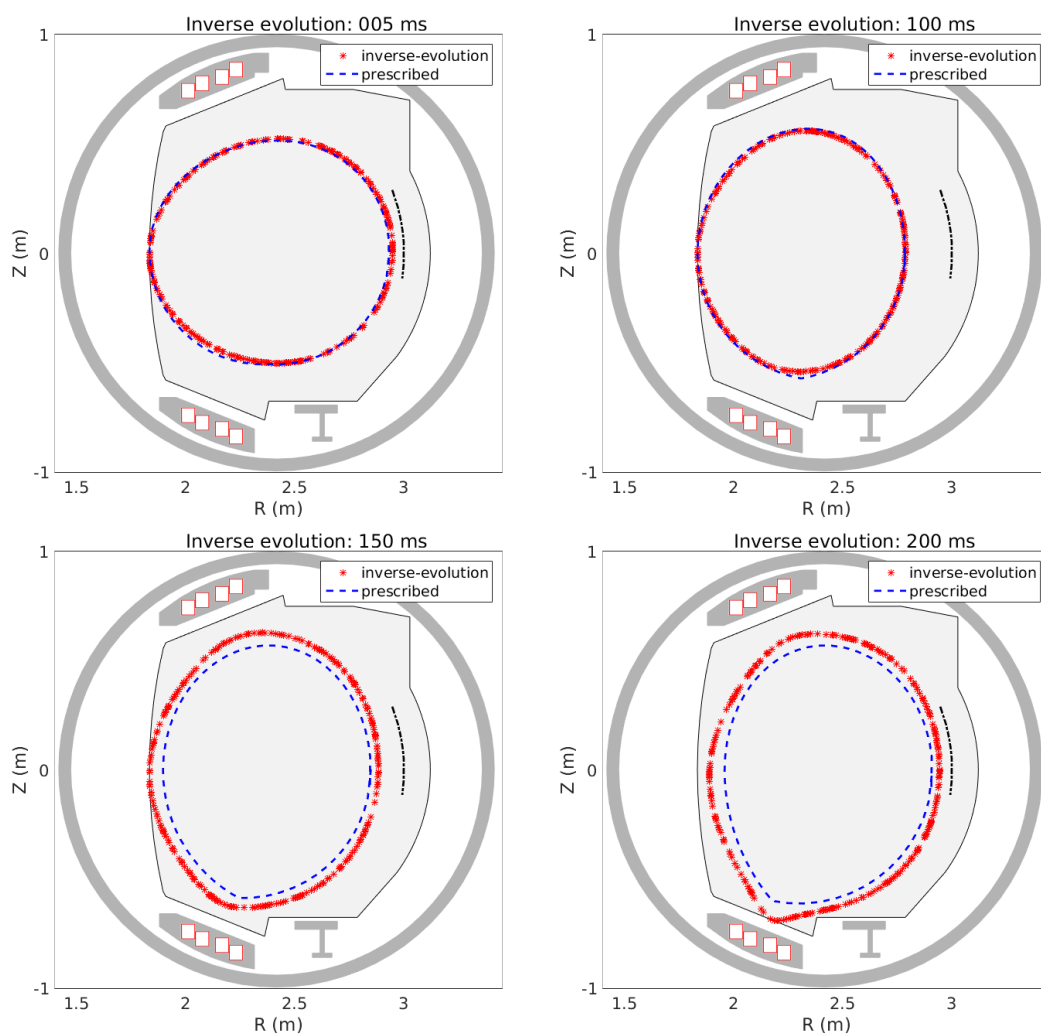 Inverse evolution: 005 ms
inverse-evolution
prescribed
1
0
-1
Z (m)
1.5 2 2.5 3
R (m)
Inverse evolution: 100 ms
inverse-evolution
prescribed
1
0
-1
Z (m)
1.5 2 2.5 3
R (m)
Inverse evolution: 150 ms
inverse-evolution
prescribed
1
0
-1
Z (m)
1.5 2 2.5 3
R (m)
Inverse evolution: 200 ms
inverse-evolution
prescribed
1
0
-1
Z (m)
1.5 2 2.5 3
R (m)